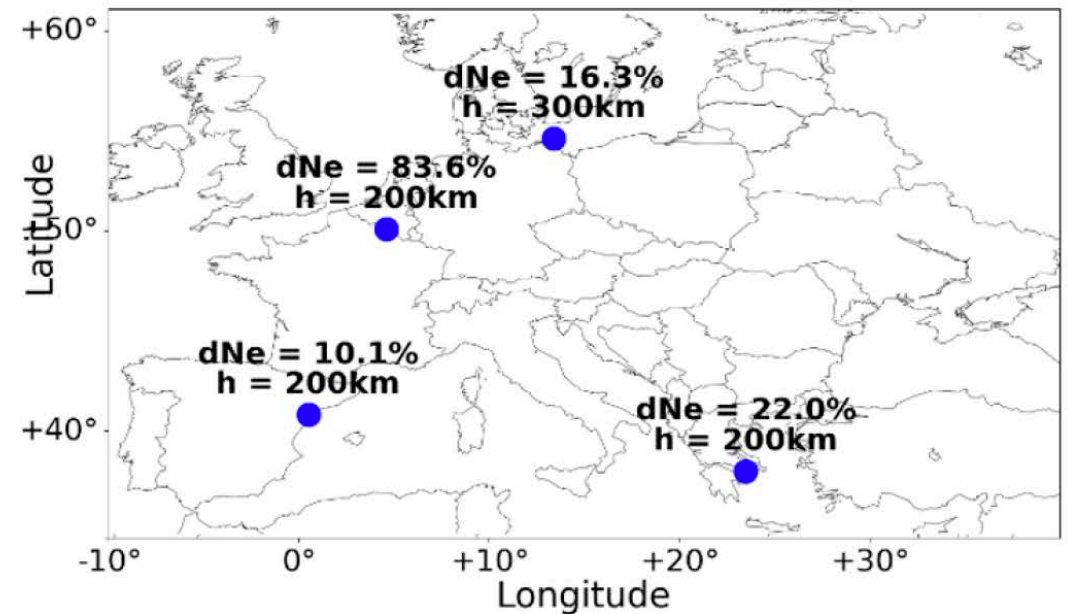 +60°
dNe = 16.3%
h = 300km
dNe = 83.6%
h = 200km
+50°
Latitude
dNe = 10.1%
h = 200km
dNe = 22.0%
h = 200km
+40°
-10°
0°
+10°
+20°
+30°
Longitude